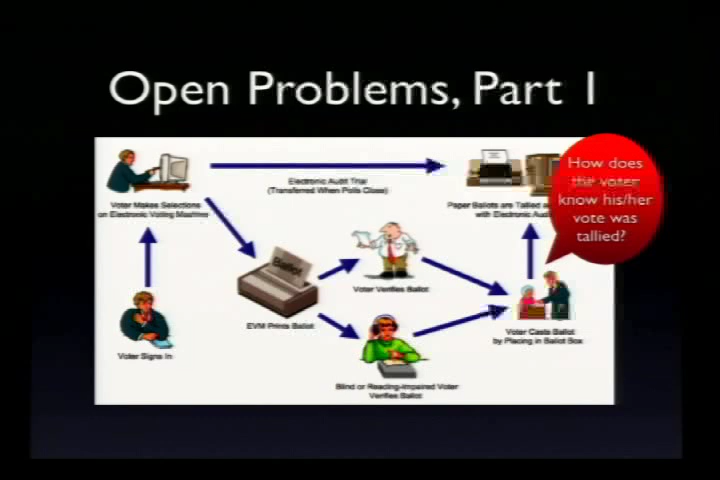 Open Problems, Part 1
Electronic Audit Trial
(Transferred When Polls Close)
Voter Makes Selections
on Electronic Voting Machine
Paper Ballots are Tallied
with Electronic
How does
the voter
know his/her
vote was
tallied?
Ballot
Voter Verifies Ballot
EVM Prints Ballot
Voter Signs In
Voter Casts Ballot
by Placing in Ballot Box
Blind or Reading-Impaired Voter
Verifies Ballot